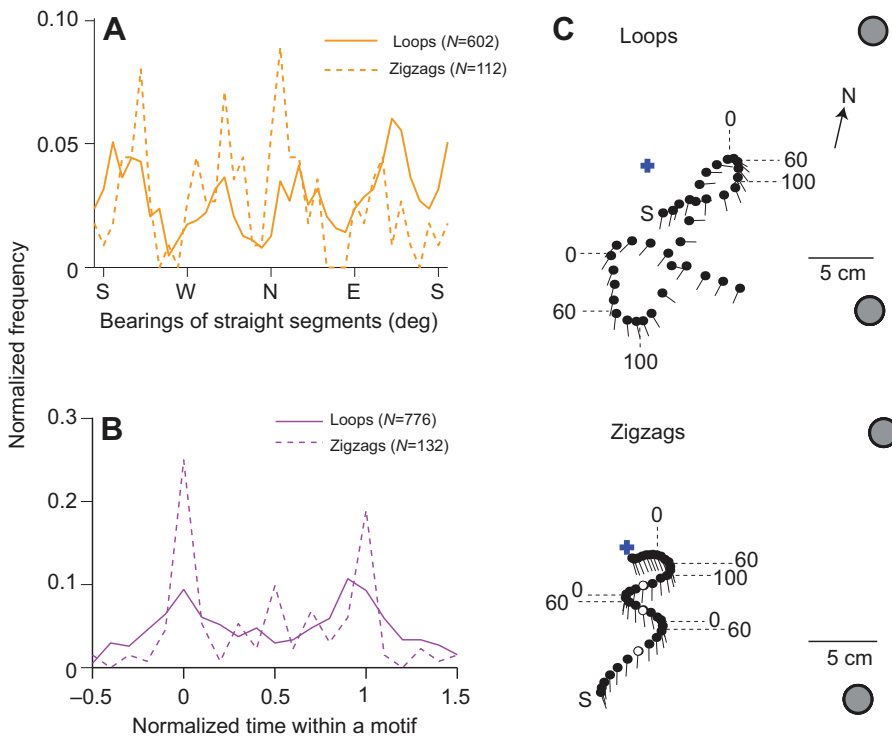 A
Normalized frequency
0.10
0.05
0
Loops (N=602)
Zigzags (N=112)
S W N E S
Bearings of straight segments (deg)
B
0.3
0.2
0.1
0
Loops (N=776)
Zigzags (N=132)
–0.5 0 0.5 1 1.5
Normalized time within a motif
C
Loops
N
0
60
100
S
0
60
100
5 cm
Zigzags
0
60
100
0
60
0
60
S
5 cm